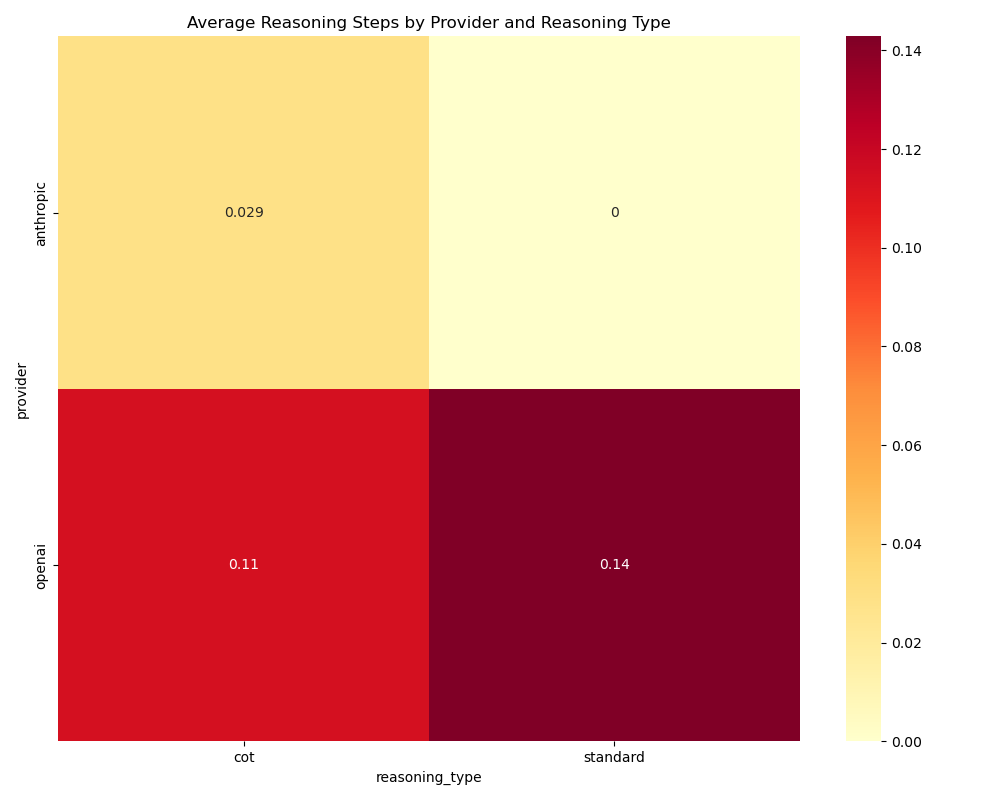 Average Reasoning Steps by Provider and Reasoning Type
provider
anthropic
openai
0.029
0
0.11
0.14
cot
standard
reasoning_type
0.14
0.12
0.10
0.08
0.06
0.04
0.02
0.00